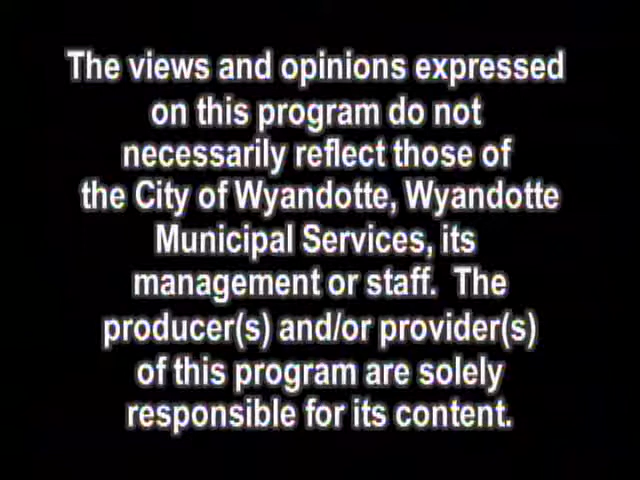 The views and opinions expressed
on this program do not
necessarily reflect those of
the City of Wyandotte, Wyandotte
Municipal Services, its
management or staff.  The
producer(s) and/or provider(s)
of this program are solely
responsible for its content.